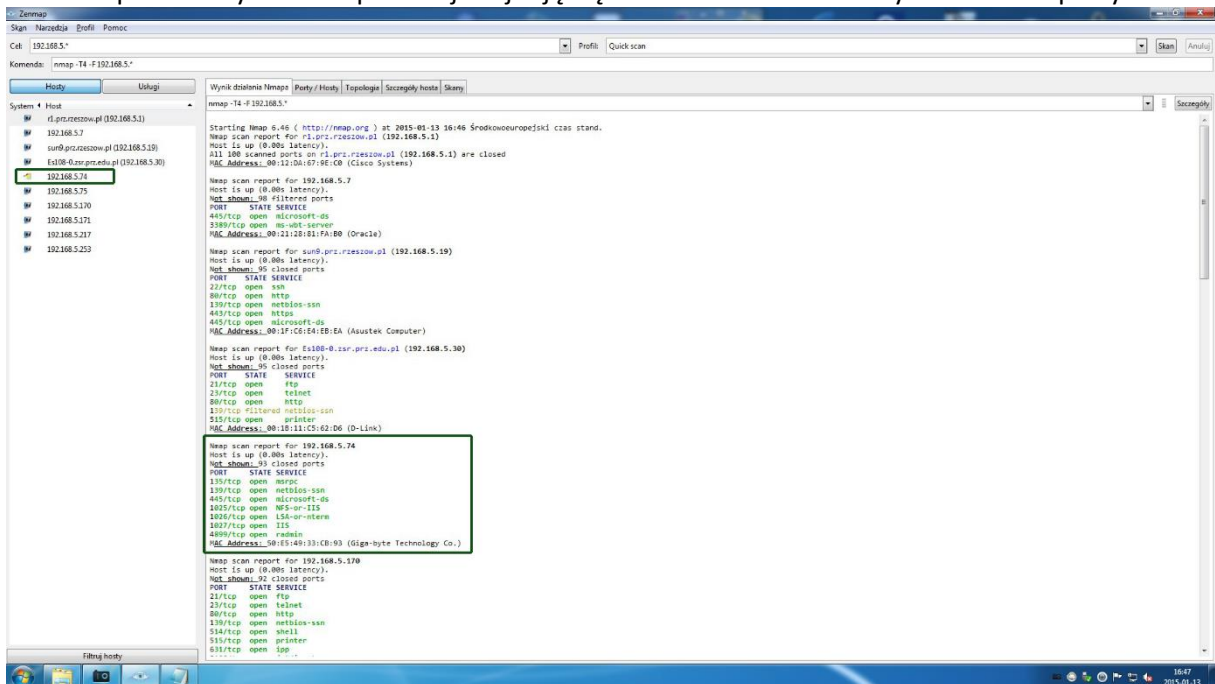 Zenmap
Skan Narzędzia Profil Pomoc
Cel: 192.168.5.* Profil: Quick scan Skan Anuluj
Komenda: nmap -T4 -F 192.168.5.*
Hosty Usługi
Wynik działania Nmapa Porty / Hosty Topologia Szczegóły hosta Skany
System Host
nmap -T4 -F 192.168.5.* Szczegóły
r1.prz.rzeszow.pl (192.168.5.1)
192.168.5.7
sun9.prz.rzeszow.pl (192.168.5.19)
Es108-0.zsr.prz.edu.pl (192.168.5.30)
192.168.5.74
192.168.5.75
192.168.5.170
192.168.5.171
192.168.5.217
192.168.5.253
Filtruj hosty
Starting Nmap 6.46 ( http://nmap.org ) at 2015-01-13 16:46 Środkowoeuropejski czas stand.
Nmap scan report for r1.prz.rzeszow.pl (192.168.5.1)
Host is up (0.00s latency).
All 100 scanned ports on r1.prz.rzeszow.pl (192.168.5.1) are closed
MAC Address: 00:12:DA:67:9E:C0 (Cisco Systems)
Nmap scan report for 192.168.5.7
Host is up (0.00s latency).
Not shown: 98 filtered ports
PORT STATE SERVICE
445/tcp open microsoft-ds
3389/tcp open ms-wbt-server
MAC Address: 00:21:28:81:FA:B0 (Oracle)
Nmap scan report for sun9.prz.rzeszow.pl (192.168.5.19)
Host is up (0.00s latency).
Not shown: 95 closed ports
PORT STATE SERVICE
22/tcp open ssh
80/tcp open http
139/tcp open netbios-ssn
443/tcp open https
445/tcp open microsoft-ds
MAC Address: 00:1F:C6:E4:EB:EA (Asustek Computer)
Nmap scan report for Es108-0.zsr.prz.edu.pl (192.168.5.30)
Host is up (0.00s latency).
Not shown: 95 closed ports
PORT STATE SERVICE
21/tcp open ftp
23/tcp open telnet
80/tcp open http
139/tcp filtered netbios-ssn
515/tcp open printer
MAC Address: 00:18:11:C5:62:D6 (D-Link)
Nmap scan report for 192.168.5.74
Host is up (0.00s latency).
Not shown: 93 closed ports
PORT STATE SERVICE
135/tcp open msrpc
139/tcp open netbios-ssn
445/tcp open microsoft-ds
1025/tcp open NFS-or-IIS
1026/tcp open LSA-or-nterm
1027/tcp open IIS
4899/tcp open radmin
MAC Address: 50:E5:49:33:CB:93 (Giga-byte Technology Co.)
Nmap scan report for 192.168.5.170
Host is up (0.00s latency).
Not shown: 92 closed ports
PORT STATE SERVICE
21/tcp open ftp
23/tcp open telnet
80/tcp open http
139/tcp open netbios-ssn
514/tcp open shell
515/tcp open printer
631/tcp open ipp
16:47
2015-01-13